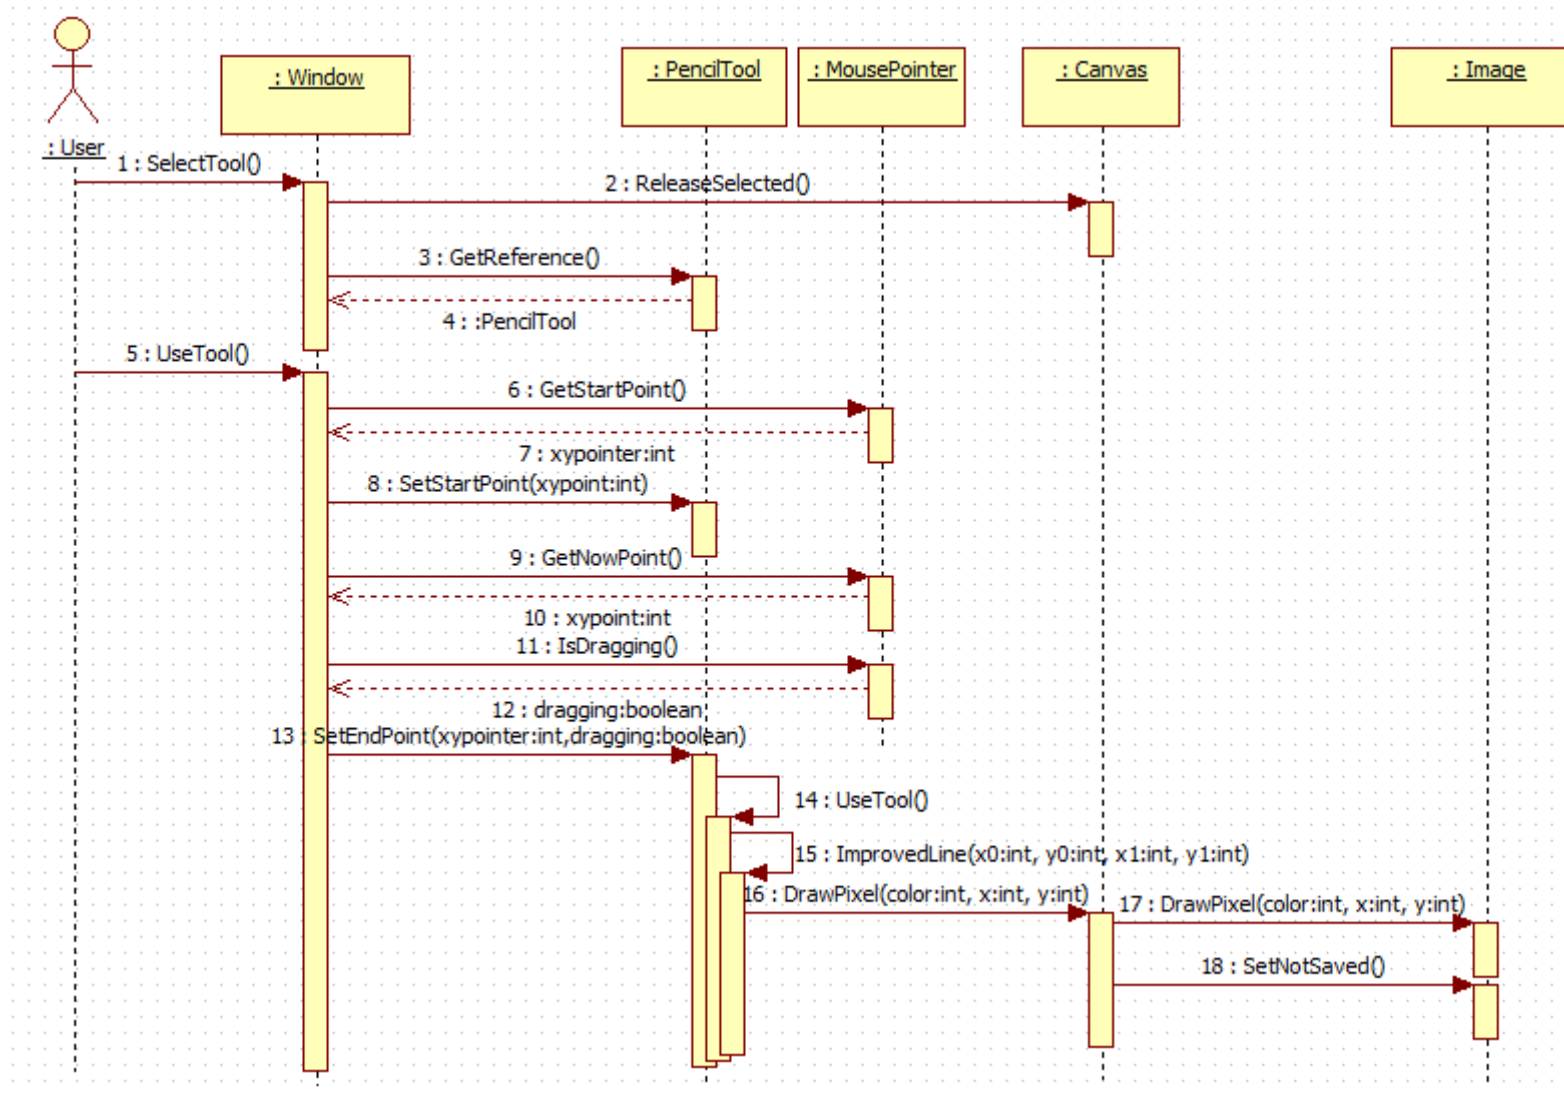 : Window
: PencilTool
: MousePointer
: Canvas
: Image
: User
1 : SelectTool()
2 : ReleaseSelected()
3 : GetReference()
4 : :PencilTool
5 : UseTool()
6 : GetStartPoint()
7 : xypointer:int
8 : SetStartPoint(xypoint:int)
9 : GetNowPoint()
10 : xypoint:int
11 : IsDragging()
12 : dragging:boolean
13 : SetEndPoint(xypointer:int,dragging:boolean)
14 : UseTool()
15 : ImprovedLine(x0:int, y0:int, x1:int, y1:int)
16 : DrawPixel(color:int, x:int, y:int)
17 : DrawPixel(color:int, x:int, y:int)
18 : SetNotSaved()